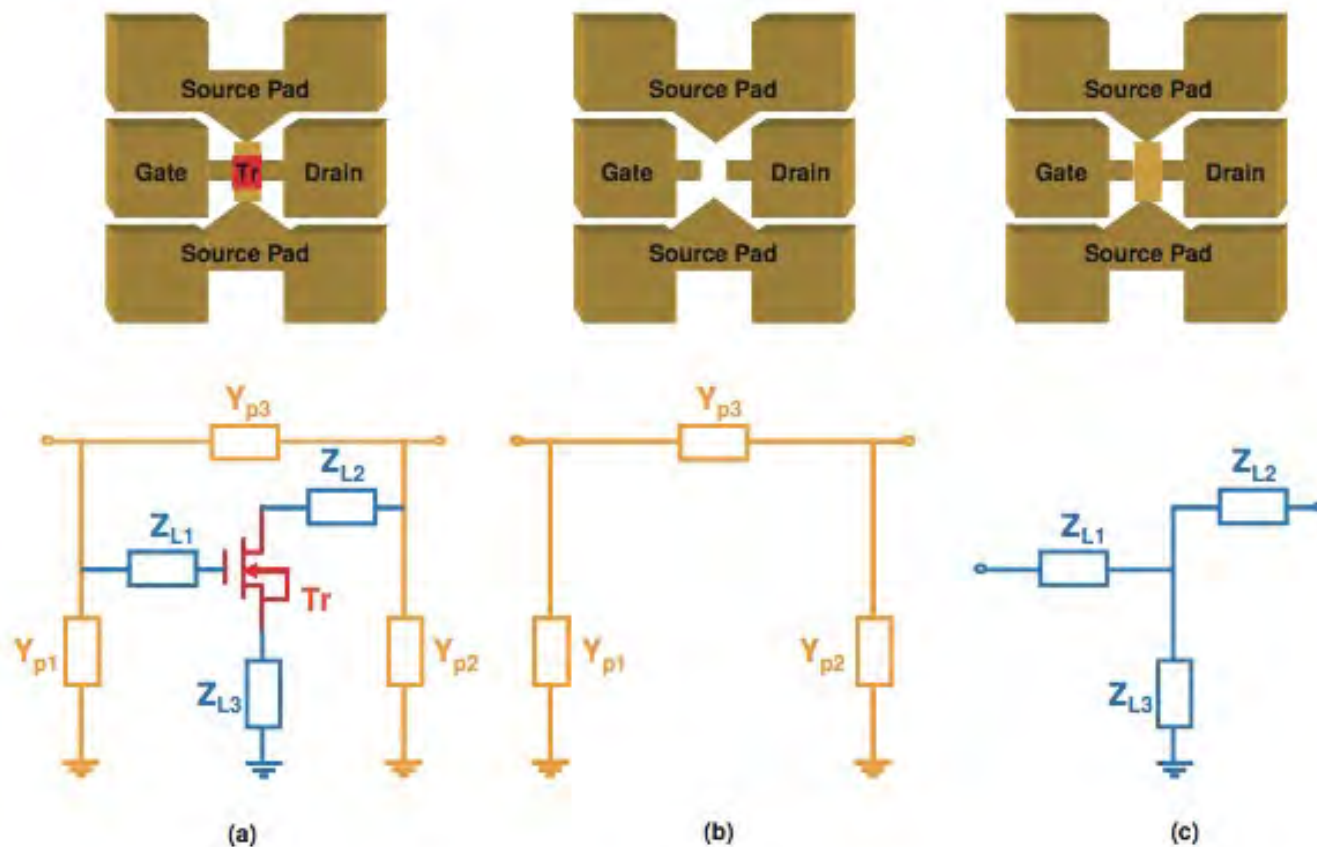 Source Pad
Gate
Tr
Drain
Source Pad
Source Pad
Gate
Drain
Source Pad
Source Pad
Gate
Drain
Source Pad
Yp3
ZL2
ZL1
Tr
Yp1
Yp2
ZL3
(a)
Yp3
Yp1
Yp2
(b)
ZL2
ZL1
ZL3
(c)